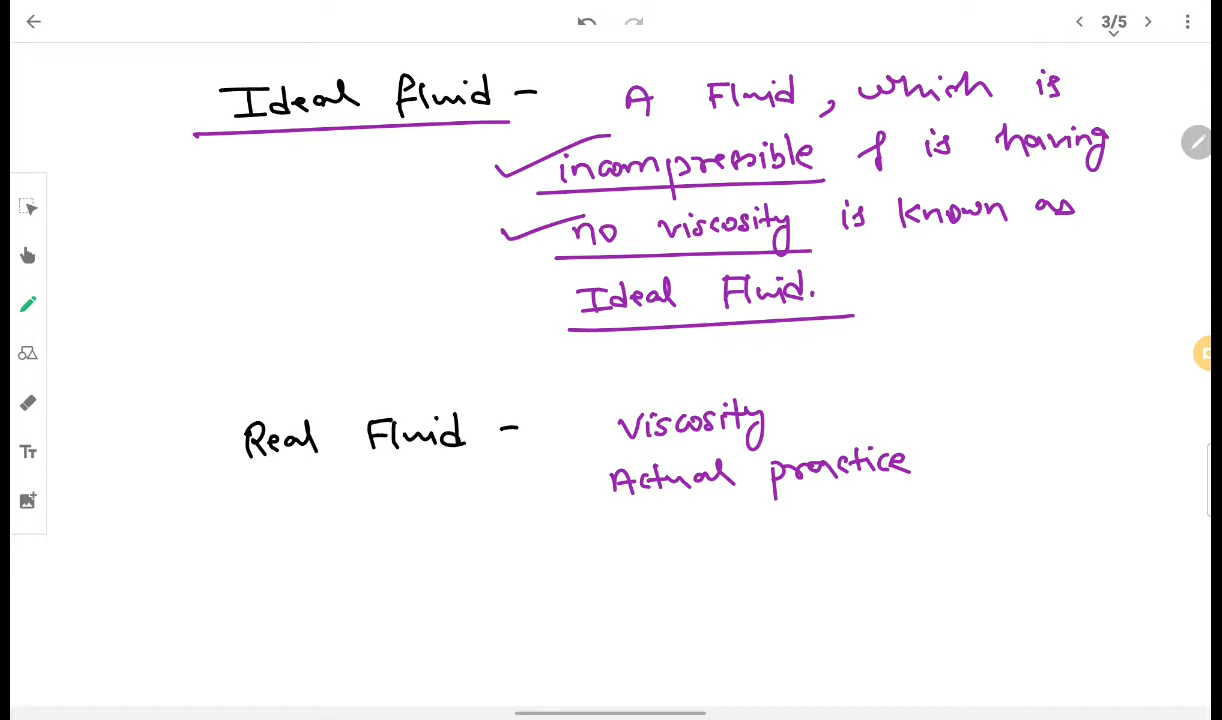 3/5
Ideal fluid - A Fluid, which is
incompressible & is having
no viscosity is known as
Ideal Fluid.
Real Fluid - Viscosity
Actual practice
Tт